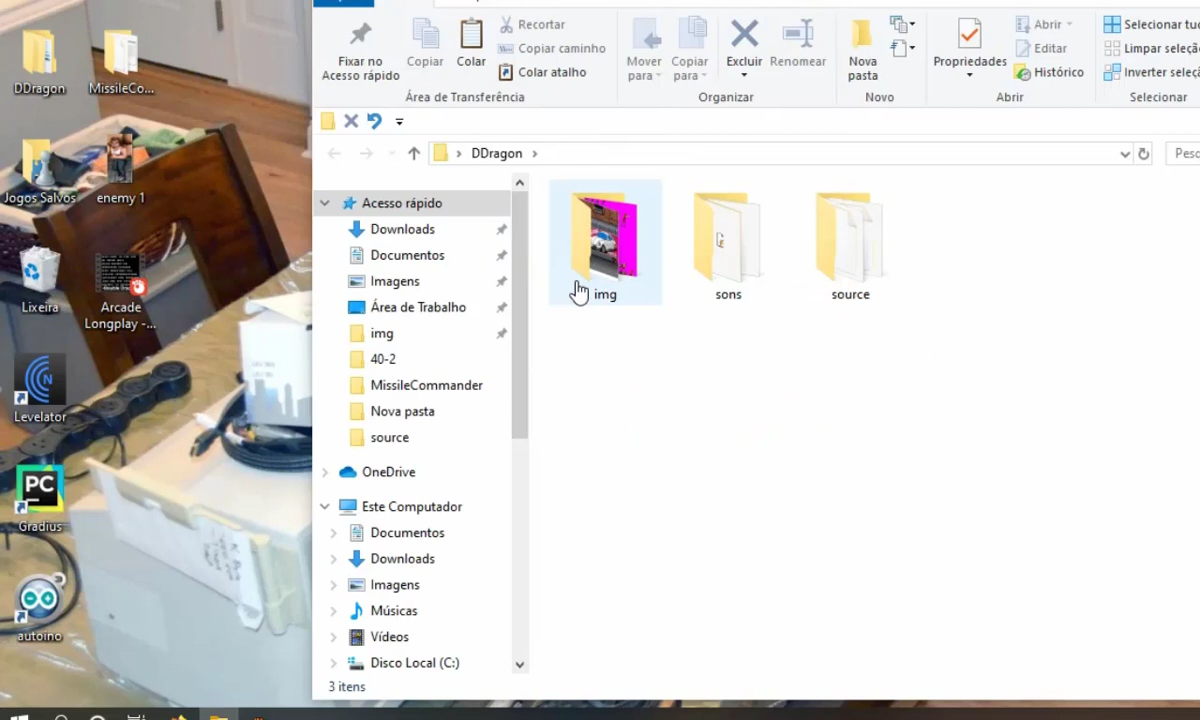 DDragon
MissileCo...
Jogos Salvos
enemy 1
Lixeira
Arcade
Longplay -...
Levelator
PC
Gradius
autoino
Fixar no
Acesso rápido
Copiar
Colar
Recortar
Copiar caminho
Colar atalho
Área de Transferência
Mover
para
Copiar
para
Excluir
Renomear
Organizar
Nova
pasta
Novo
Propriedades
Abrir
Editar
Histórico
Abrir
Selecionar tuc
Limpar seleçã
Inverter seleç
Selecionar
DDragon
Pesq
Acesso rápido
Downloads
Documentos
Imagens
Área de Trabalho
img
40-2
MissileCommander
Nova pasta
source
OneDrive
Este Computador
Documentos
Downloads
Imagens
Músicas
Vídeos
Disco Local (C:)
img
sons
source
3 itens